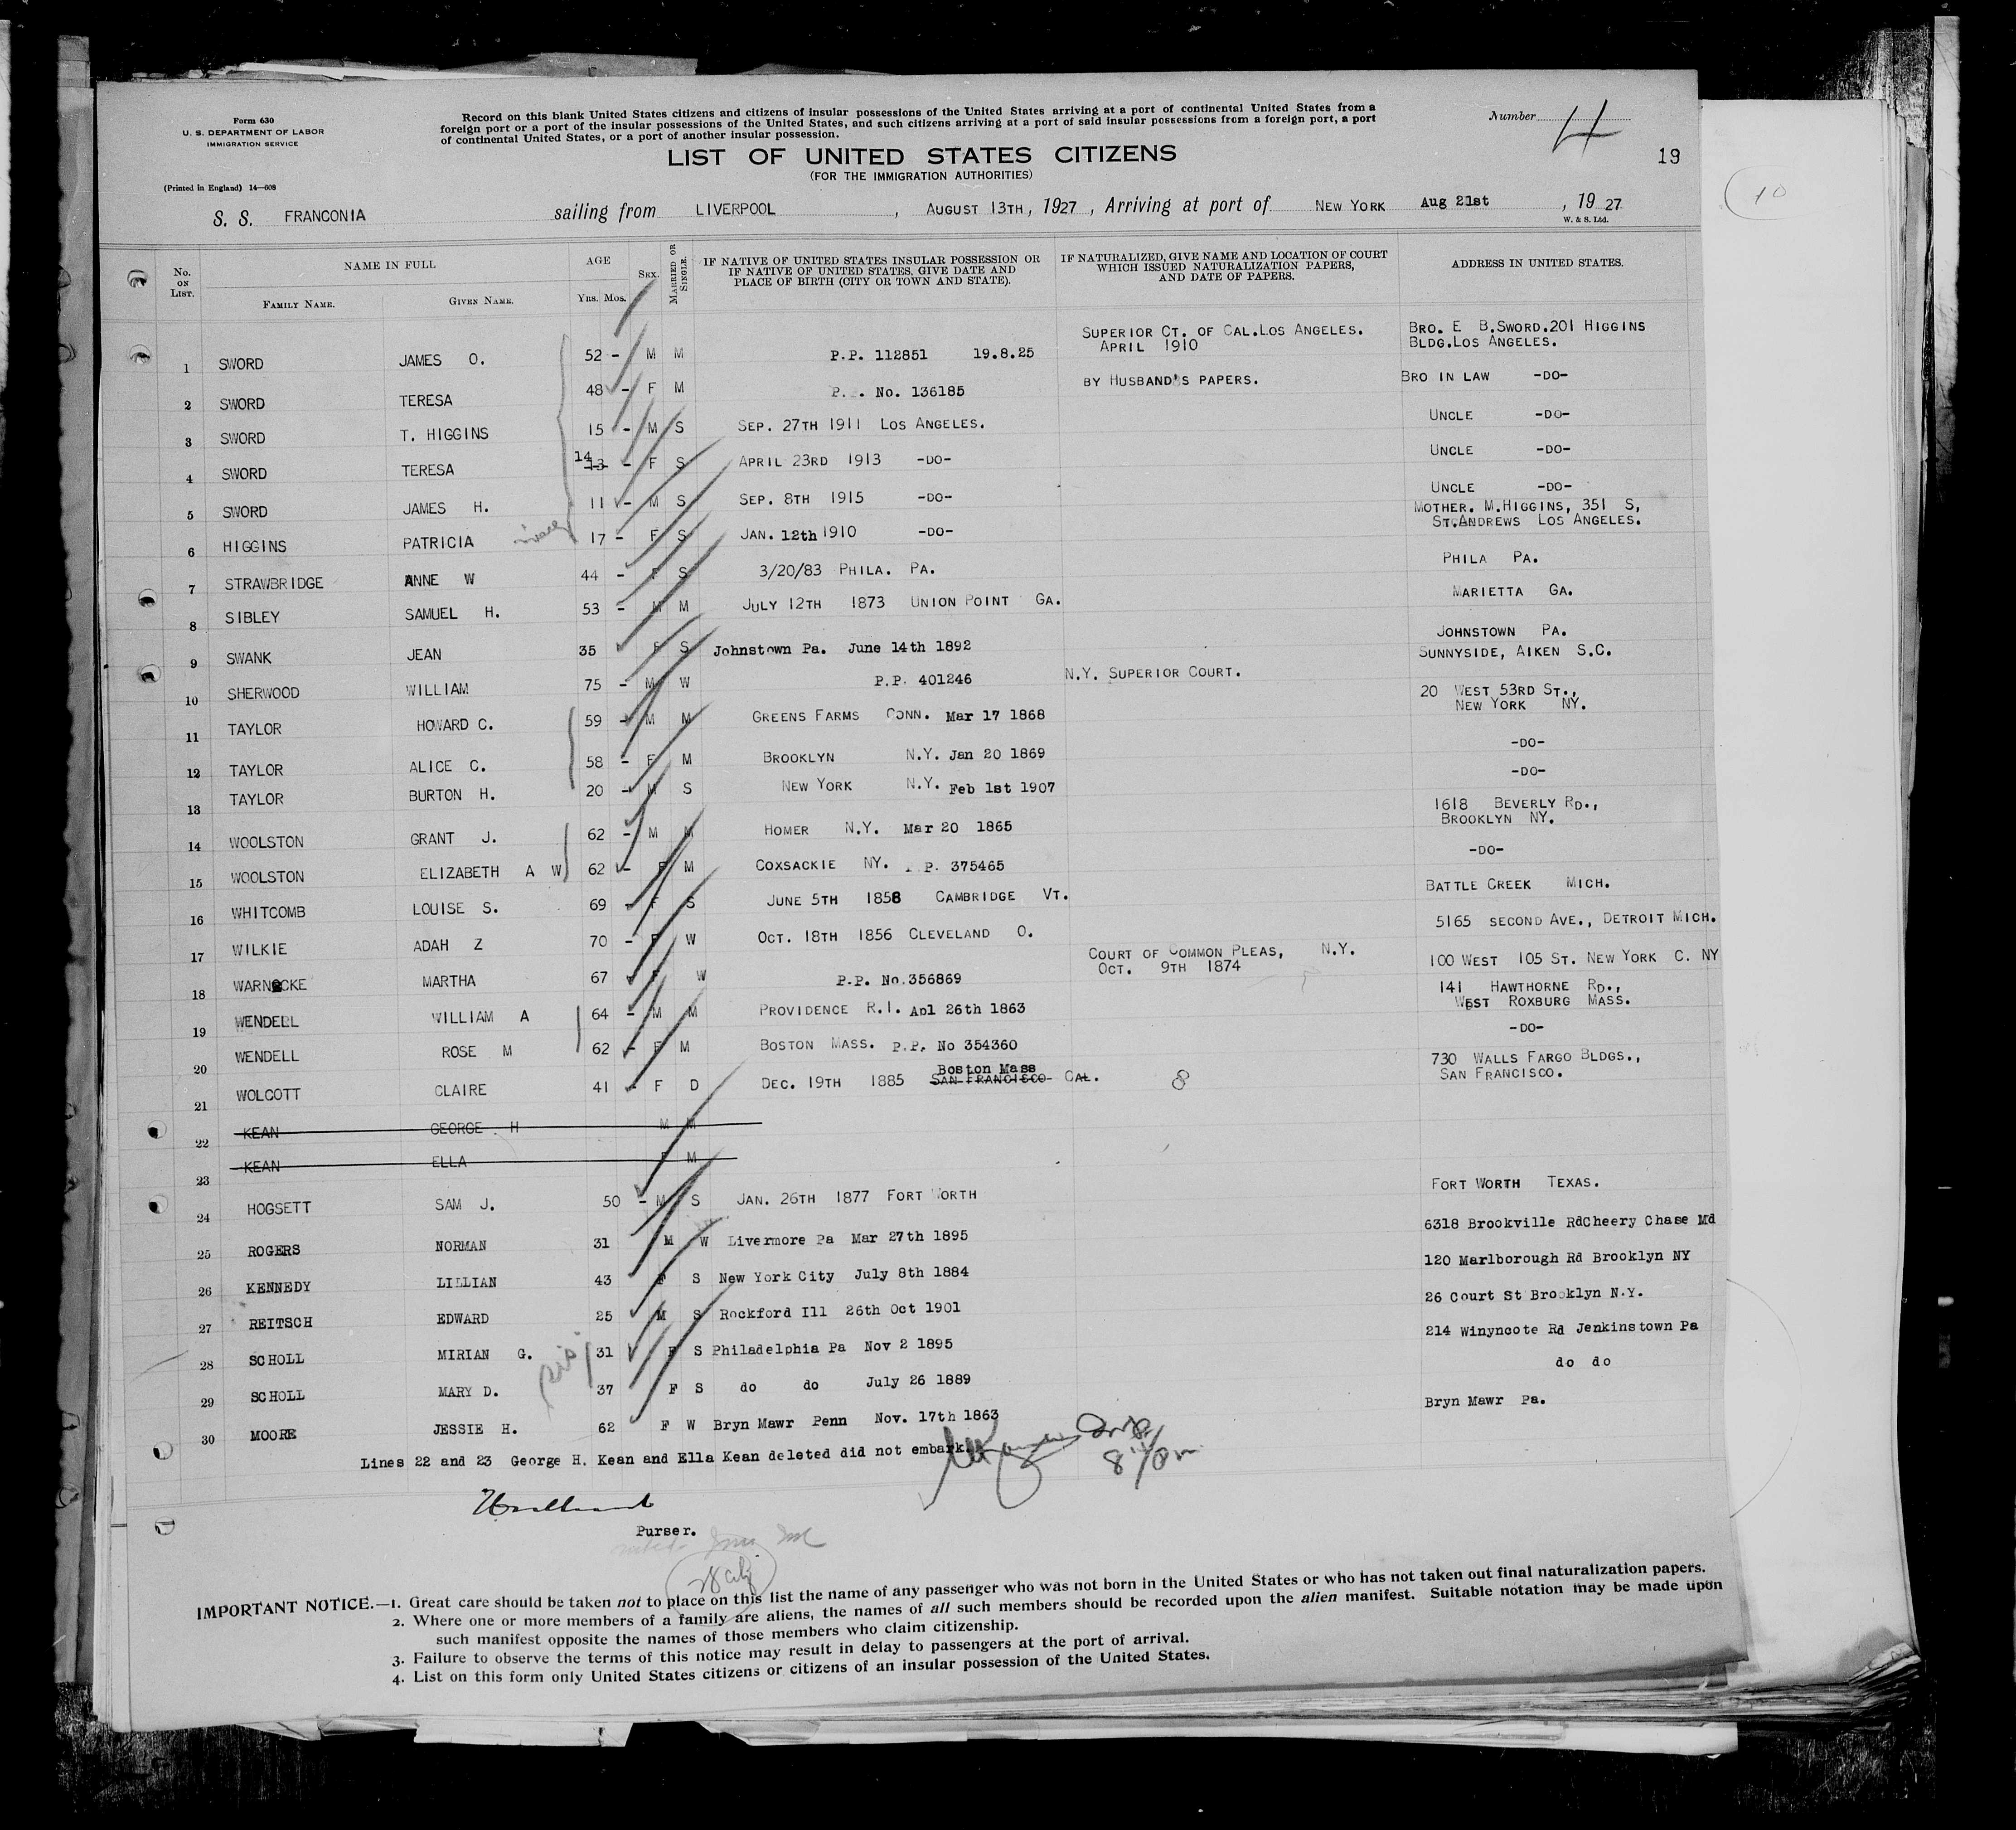 Form 630
U. S. DEPARTMENT OF LABOR
IMMIGRATION SERVICE
(Printed in England) 14—608
Record on this blank United States citizens and citizens of insular possessions of the United States arriving at a port of continental United States from a
foreign port or a port of the insular possessions of the United States, and such citizens arriving at a port of said insular possessions from a foreign port, a port
of continental United States, or a port of another insular possession.
Number 4
19
10
LIST OF UNITED STATES CITIZENS
(FOR THE IMMIGRATION AUTHORITIES)
S. S. FRANCONIA sailing from LIVERPOOL , AUGUST 13TH, 1927 , Arriving at port of NEW YORK Aug 21st , 19 27
W. & S. Ltd.
No. ON LIST. NAME IN FULL FAMILY NAME. GIVEN NAME. AGE YRS. MOS. SEX. MARRIED OR SINGLE. IF NATIVE OF UNITED STATES INSULAR POSSESSION OR IF NATIVE OF UNITED STATES, GIVE DATE AND PLACE OF BIRTH (CITY OR TOWN AND STATE). IF NATURALIZED, GIVE NAME AND LOCATION OF COURT WHICH ISSUED NATURALIZATION PAPERS, AND DATE OF PAPERS. ADDRESS IN UNITED STATES.
1 SWORD JAMES O. 52 - M M P.P. 112851 19.8.25 SUPERIOR CT. OF CAL.LOS ANGELES. APRIL 1910 BRO. E B.SWORD.201 HIGGINS BLDG.LOS ANGELES.
2 SWORD TERESA 48 - F M P. . No. 136185 BY HUSBAND'S PAPERS. BRO IN LAW -DO-
3 SWORD T. HIGGINS 15 - M S SEP. 27TH 1911 LOS ANGELES. UNCLE -DO-
4 SWORD TERESA 14 13 - F S APRIL 23RD 1913 -DO- UNCLE -DO-
5 SWORD JAMES H. 11 - M S SEP. 8TH 1915 -DO- UNCLE -DO-
6 HIGGINS PATRICIA niece 17 - F S JAN. 12th 1910 -DO- MOTHER. M.HIGGINS, 351 S, ST.ANDREWS LOS ANGELES.
7 STRAWBRIDGE ANNE W 44 - F S 3/20/83 PHILA. PA. PHILA PA.
8 SIBLEY SAMUEL H. 53 - M M JULY 12TH 1873 UNION POINT GA. MARIETTA GA.
9 SWANK JEAN 35 F S Johnstown Pa. June 14th 1892 JOHNSTOWN PA.
10 SHERWOOD WILLIAM 75 - M W P.P. 401246 N.Y. SUPERIOR COURT. SUNNYSIDE, AIKEN S.C.
11 TAYLOR HOWARD C. 59 - M M GREENS FARMS CONN. Mar 17 1868 20 WEST 53RD ST., NEW YORK NY.
12 TAYLOR ALICE C. 58 - F M BROOKLYN N.Y. Jan 20 1869 -DO-
13 TAYLOR BURTON H. 20 - M S NEW YORK N.Y. Feb 1st 1907 -DO-
14 WOOLSTON GRANT J. 62 - M M HOMER N.Y. Mar 20 1865 1618 BEVERLY RD., BROOKLYN NY.
15 WOOLSTON ELIZABETH A W 62 - F M COXSACKIE NY. . P. 375465 -DO-
16 WHITCOMB LOUISE S. 69 - F S JUNE 5TH 1858 CAMBRIDGE VT. BATTLE CREEK MICH.
17 WILKIE ADAH Z 70 - F W OCT. 18TH 1856 CLEVELAND O. 5165 SECOND AVE., DETROIT MICH.
18 WARNECKE MARTHA 67 F W P.P. No.356869 COURT OF COMMON PLEAS, N.Y. OCT. 9TH 1874 100 WEST 105 ST. NEW YORK C. NY
19 WENDELL WILLIAM A 64 - M M PROVIDENCE R.I. Apl 26th 1863 141 HAWTHORNE RD., WEST ROXBURG MASS.
20 WENDELL ROSE M 62 - F M BOSTON MASS. P.P. No 354360 -DO-
21 WOLCOTT CLAIRE 41 - F D DEC. 19TH 1885 Boston Mass SAN FRANCISCO CAL. 8 730 WALLS FARGO BLDGS., SAN FRANCISCO.
22 KEAN GEORGE . H M M
23 KEAN ELLA F M
24 HOGSETT SAM J. 50 - M S JAN. 26TH 1877 FORT WORTH FORT WORTH TEXAS.
25 ROGERS NORMAN 31 M W Livermore Pa Mar 27th 1895 6318 Brookville RdCheery Chase Md
26 KENNEDY LILLIAN 43 F S New York City July 8th 1884 120 Marlborough Rd Brooklyn NY
27 REITSCH EDWARD 25 M S Rockford Ill 26th Oct 1901 26 Court St Brooklyn N.Y.
28 SCHOLL MIRIAN G. sis 31 F S Philadelphia Pa Nov 2 1895 214 Winyncote Rd Jenkinstown Pa
29 SCHOLL MARY D. 37 F S do do July 26 1889 do do
30 MOORE JESSIE H. 62 F W Bryn Mawr Penn Nov. 17th 1863 Bryn Mawr Pa.
Lines 22 and 23 George H. Kean and Ella Kean deleted did not embark.
Purser.
IMPORTANT NOTICE.—1. Great care should be taken not to place on this list the name of any passenger who was not born in the United States or who has not taken out final naturalization papers.
2. Where one or more members of a family are aliens, the names of all such members should be recorded upon the alien manifest. Suitable notation may be made upon
such manifest opposite the names of those members who claim citizenship.
3. Failure to observe the terms of this notice may result in delay to passengers at the port of arrival.
4. List on this form only United States citizens or citizens of an insular possession of the United States.